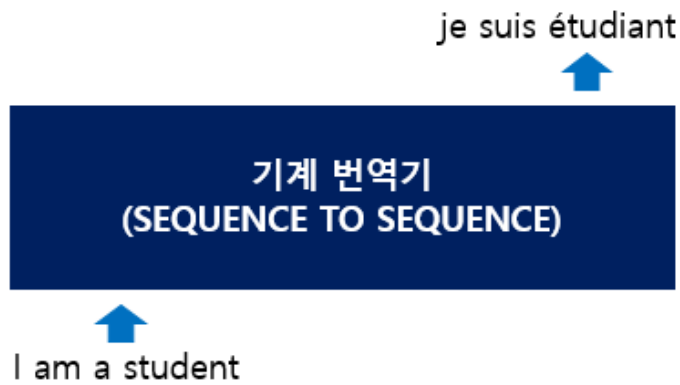 je suis étudiant
기계 번역기
(SEQUENCE TO SEQUENCE)
I am a student